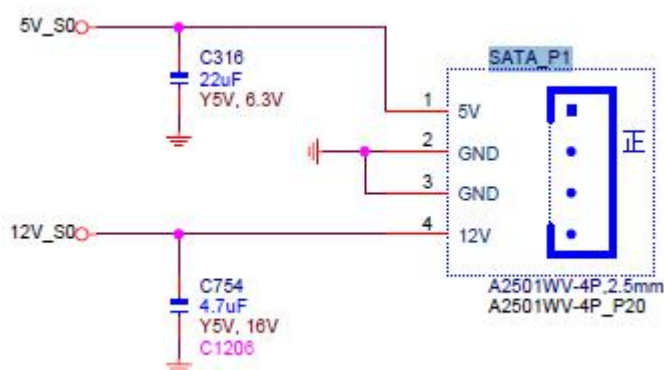 5V_S0
C316
22uF
Y5V, 6.3V
SATA_P1
1
5V
2
GND
3
GND
4
12V
正
12V_S0
C754
4.7uF
Y5V, 16V
C1206
A2501WV-4P,2.5mm
A2501WV-4P_P20